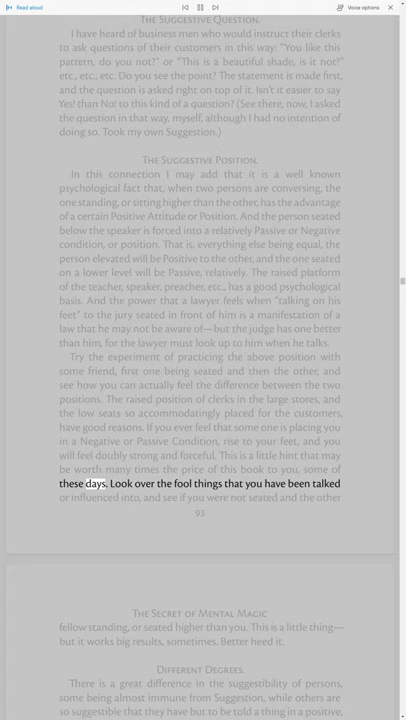 Read aloud
Voice options
The Suggestive Question.
I have heard of business men who would instruct their clerks
to ask questions of their customers in this way: "You like this
pattern, do you not?" or "This is a beautiful shade, is it not?"
etc., etc., etc. Do you see the point? The statement is made first,
and the question is asked right on top of it. Isn't it easier to say
Yes! than No! to this kind of a question? (See there, now, I asked
the question in that way, myself, although I had no intention of
doing so. Took my own Suggestion.)
The Suggestive Position.
In this connection I may add that it is a well known
psychological fact that, when two persons are conversing, the
one standing, or sitting higher than the other, has the advantage
of a certain Positive Attitude or Position. And the person seated
below the speaker is forced into a relatively Passive or Negative
condition, or position. That is, everything else being equal, the
person elevated will be Positive to the other, and the one seated
on a lower level will be Passive, relatively. The raised platform
of the teacher, speaker, preacher, etc., has a good psychological
basis. And the power that a lawyer feels when "talking on his
feet" to the jury seated in front of him is a manifestation of a
law that he may not be aware of—but the judge has one better
than him, for the lawyer must look up to him when he talks.
Try the experiment of practicing the above position with
some friend, first one being seated and then the other, and
see how you can actually feel the difference between the two
positions. The raised position of clerks in the large stores, and
the low seats so accommodatingly placed for the customers,
have good reasons. If you ever feel that some one is placing you
in a Negative or Passive Condition, rise to your feet, and you
will feel doubly strong and forceful. This is a little hint that may
be worth many times the price of this book to you, some of
these days. Look over the fool things that you have been talked
or influenced into, and see if you were not seated and the other
93
The Secret of Mental Magic
fellow standing, or seated higher than you. This is a little thing—
but it works big results, sometimes. Better heed it.
Different Degrees.
There is a great difference in the suggestibility of persons,
some being almost immune from Suggestion, while others are
so suggestible that they have but to be told a thing in a positive,